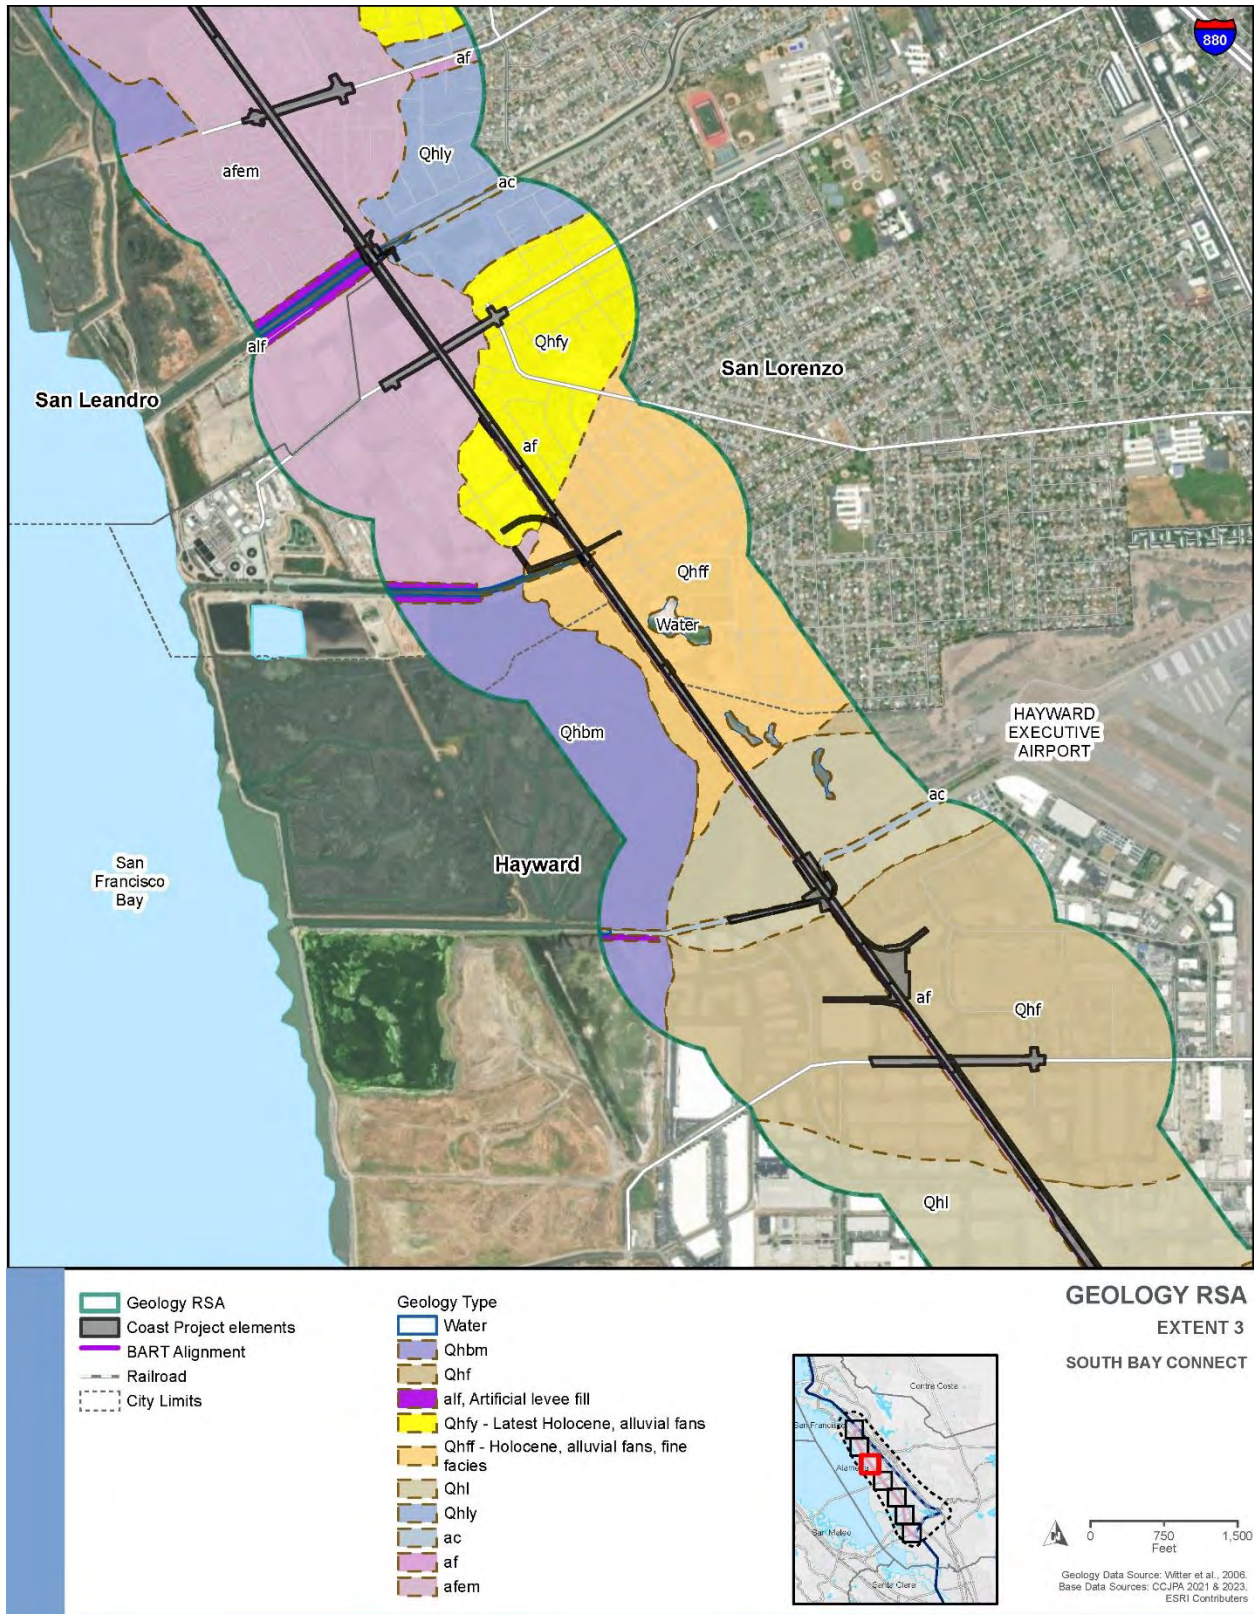 880
af
Qhly
afem
ac
Qhfy
alf
San Lorenzo
San Leandro
af
Qhff
Water
HAYWARD
EXECUTIVE
AIRPORT
Qhbm
ac
San
Francisco
Bay
Hayward
af
Qhf
Qhl
Geology RSA
Coast Project elements
BART Alignment
Railroad
City Limits
Geology Type
Water
Qhbm
Qhf
alf, Artificial levee fill
Qhfy - Latest Holocene, alluvial fans
Qhff - Holocene, alluvial fans, fine
facies
Qhl
Qhly
ac
af
afem
GEOLOGY RSA
EXTENT 3
SOUTH BAY CONNECT
Contra Costa
San Francisco
Alameda
San Mateo
Santa Clara
N
0 750 1,500
Feet
Geology Data Source: Witter et al., 2006.
Base Data Sources: CCJPA 2021 & 2023.
ESRI Contributers